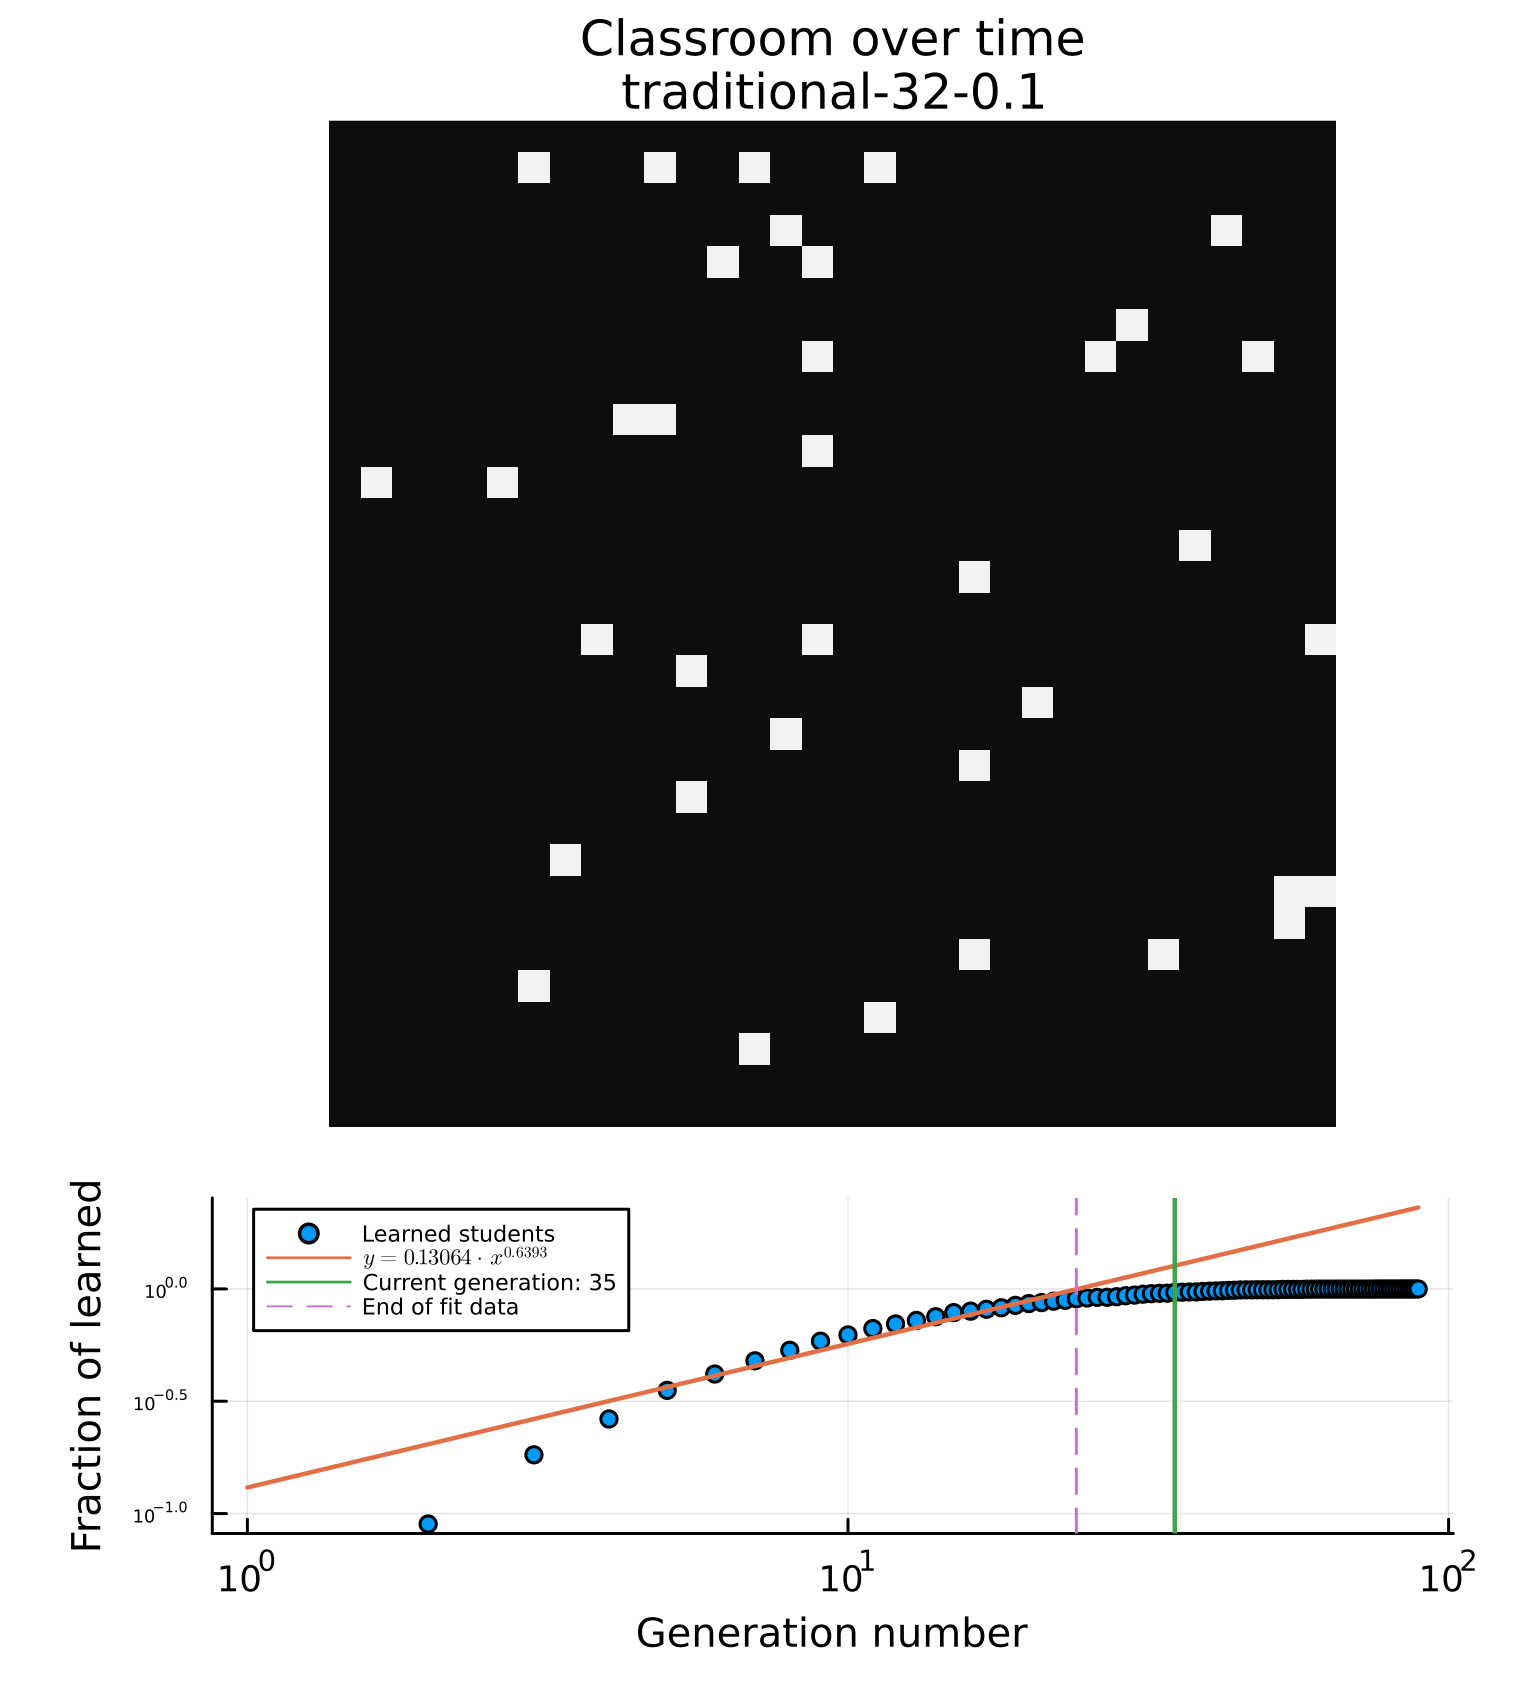 Classroom over time
traditional-32-0.1
Fraction of learned
Learned students
y = 0.13064 · x^0.6393
Current generation: 35
End of fit data
10^0.0
10^−0.5
10^−1.0
10^0
10^1
10^2
Generation number